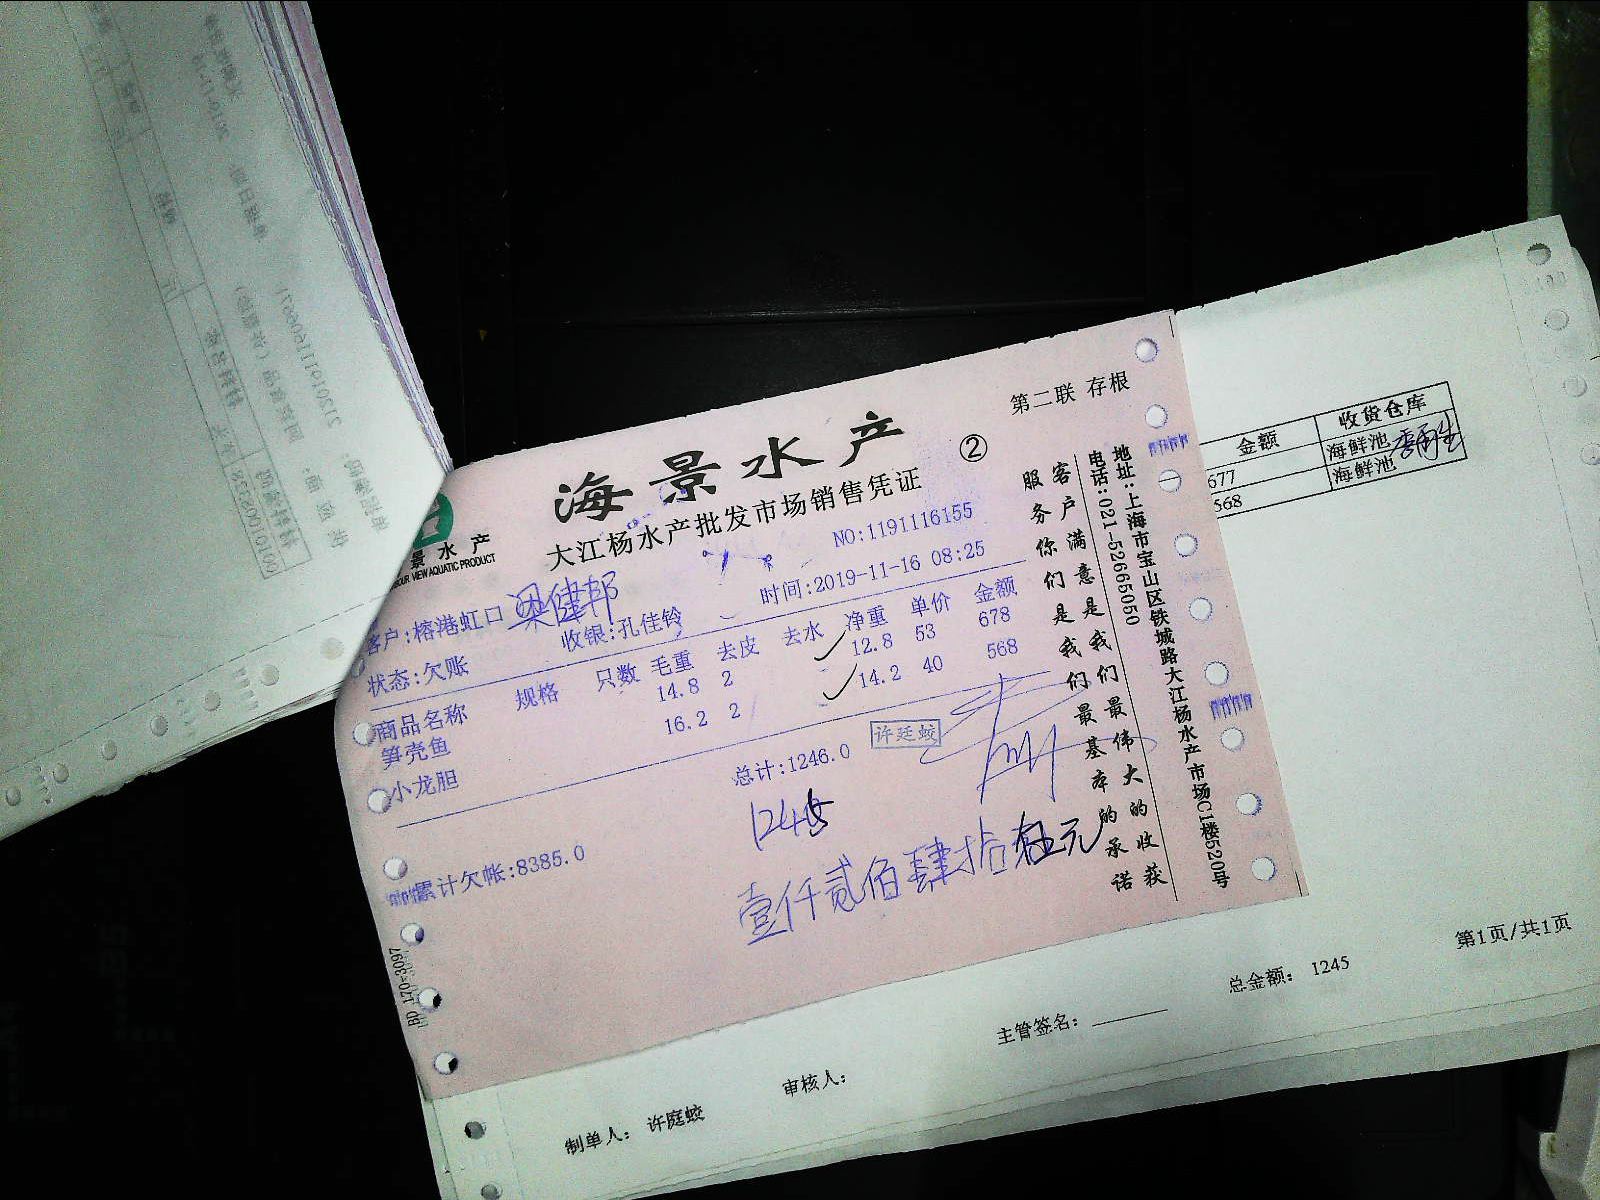 第二联 存根
海景水产
②
大江杨水产批发市场销售凭证
景水产
OUR VIEW AQUATIC PRODUCT
NO:1191116155
客户:榕港虹口 梁健邦
收银:孔佳铃
时间:2019-11-16 08:25
状态:欠账
商品名称 规格 只数 毛重 去皮 去水 净重 单价 金额
笋壳鱼 14.8 2 12.8 53 678
小龙胆 16.2 2 14.2 40 568
总计:1246.0
许廷蛟
1245
累计欠帐:8385.0
壹仟贰佰肆拾伍元
客户满意是我们最伟大的收获
服务你们是我们最基本的承诺
地址:上海市宝山区铁城路大江杨水产市场C1楼520号
电话:021-52665050
170-3097
金额 收货仓库
677 海鲜池
568 海鲜池
第1页/共1页
总金额: 1245
主管签名:
审核人:
制单人: 许庭蛟